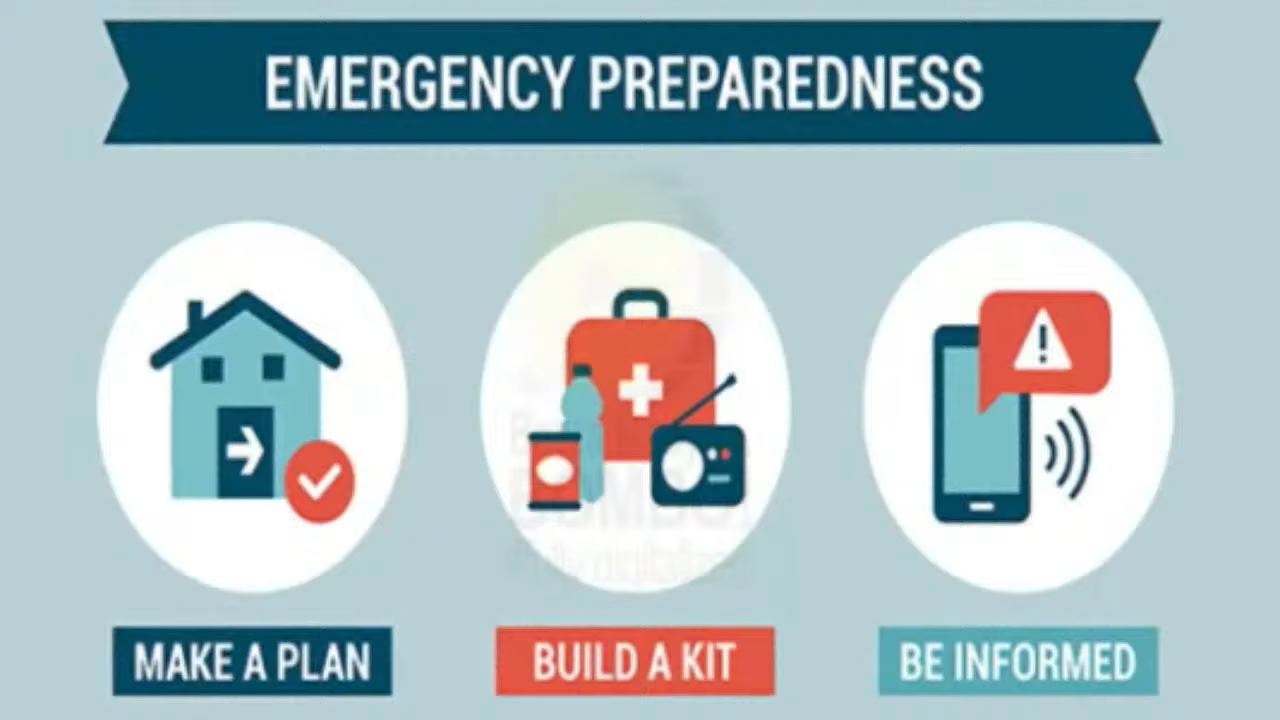 EMERGENCY PREPAREDNESS
MAKE A PLAN
BUILD A KIT
BE INFORMED